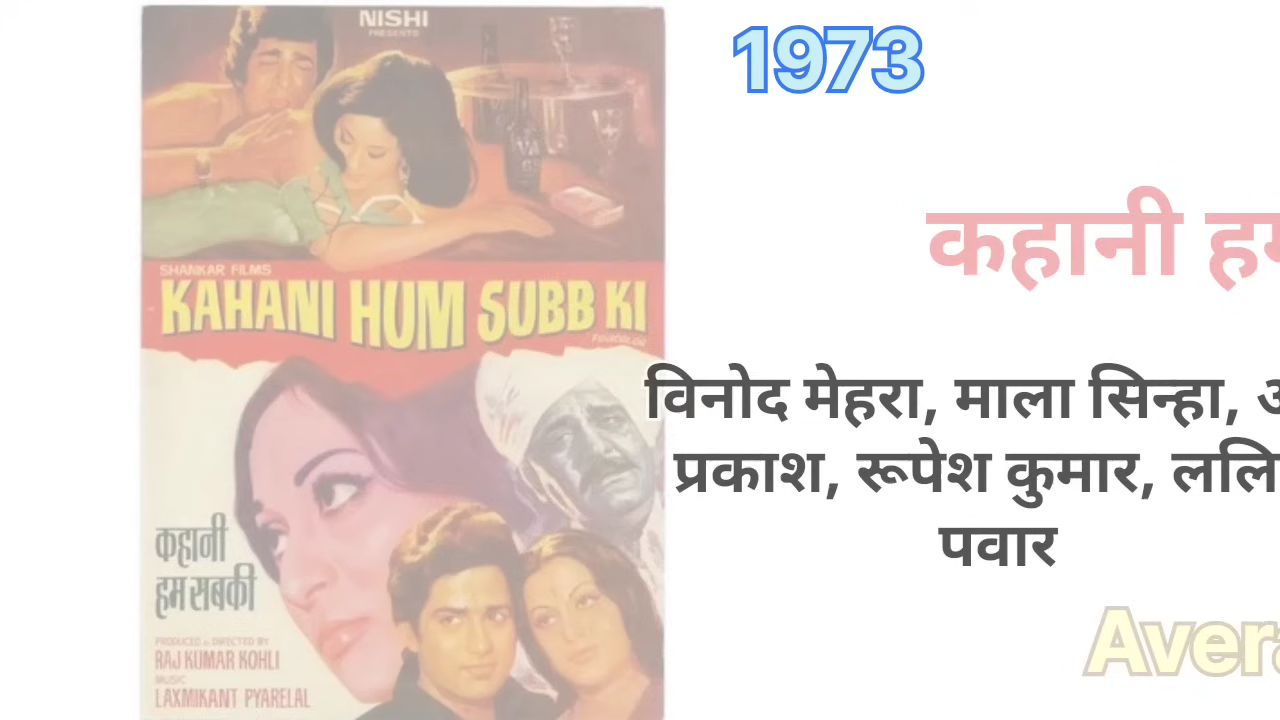 NISHI
PRESENTS
SHANKAR FILMS
KAHANI HUM SUBB KI
कहानी
हम सबकी
PRODUCED & DIRECTED BY
RAJ KUMAR KOHLI
MUSIC
LAXMIKANT PYARELAL
1973
कहानी
विनोद मेहरा, माला सिन्हा,
प्रकाश, रूपेश कुमार,
पवार